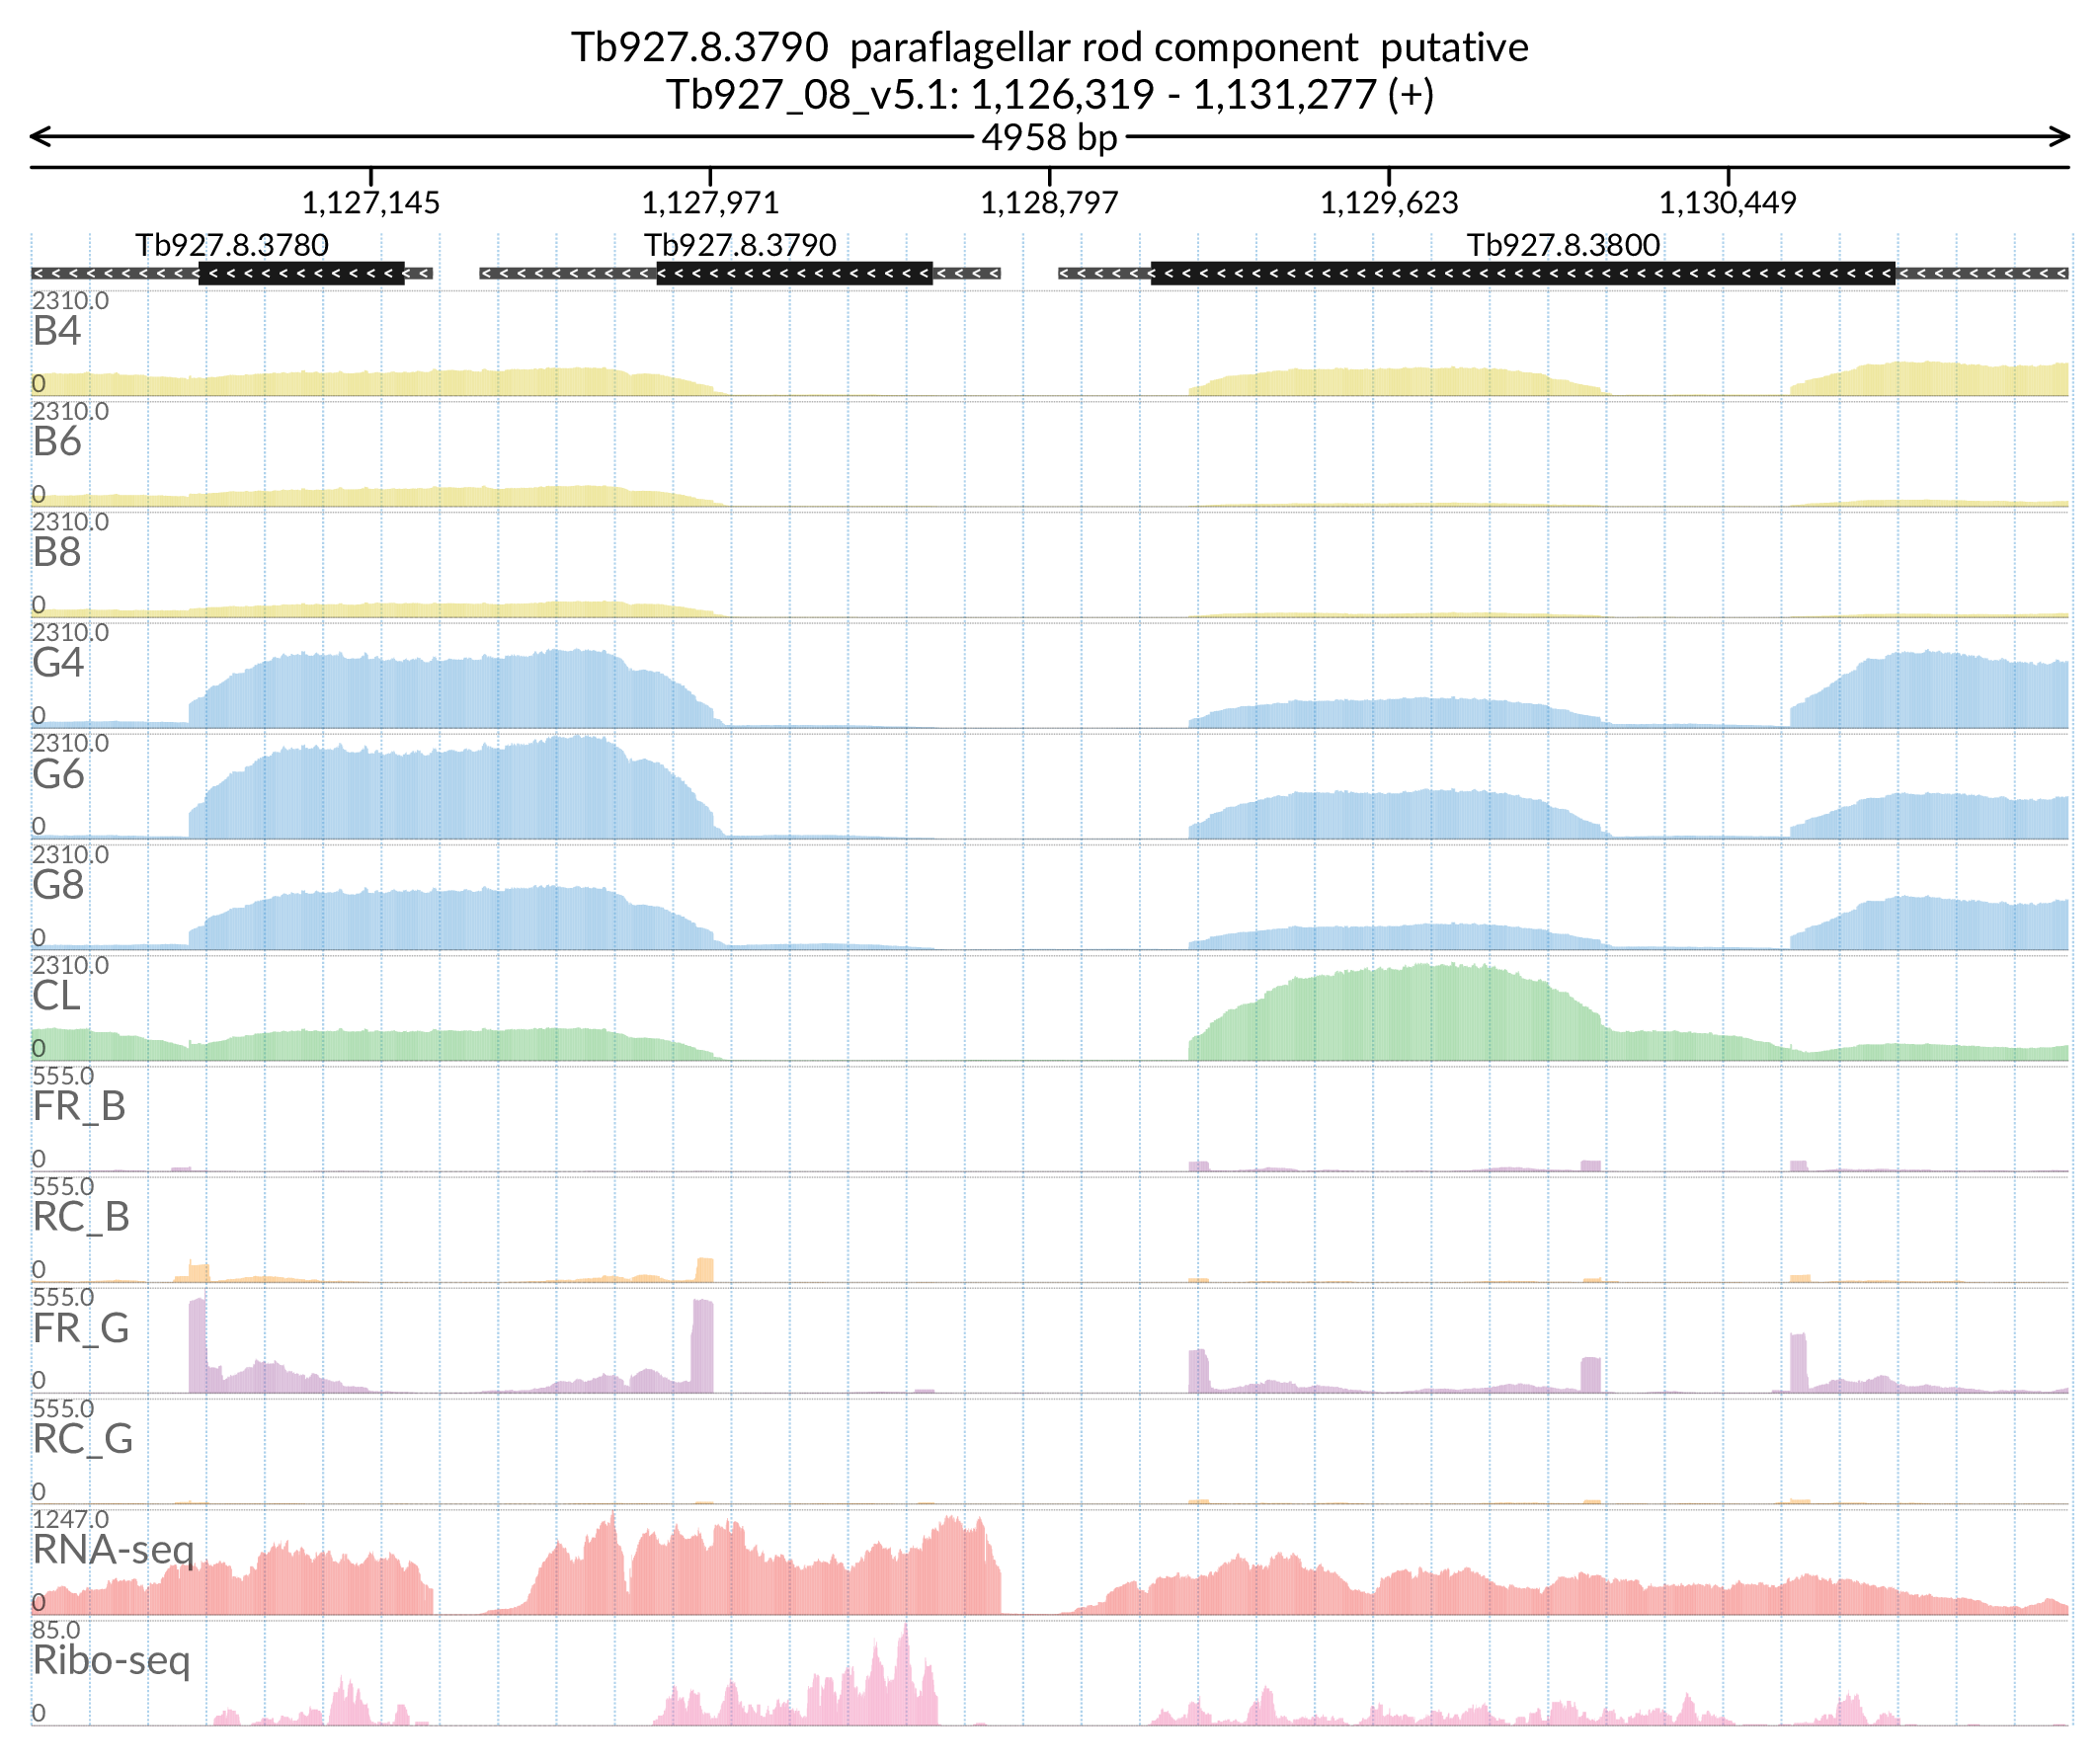 Tb927.8.3790 paraflagellar rod component putative
Tb927_08_v5.1: 1,126,319 - 1,131,277 (+)
4958 bp
1,127,145 1,127,971 1,128,797 1,129,623 1,130,449
Tb927.8.3780 Tb927.8.3790 Tb927.8.3800
2310.0
B4
0
2310.0
B6
0
2310.0
B8
0
2310.0
G4
0
2310.0
G6
0
2310.0
G8
0
2310.0
CL
0
555.0
FR_B
0
555.0
RC_B
0
555.0
FR_G
0
555.0
RC_G
0
1247.0
RNA-seq
0
85.0
Ribo-seq
0